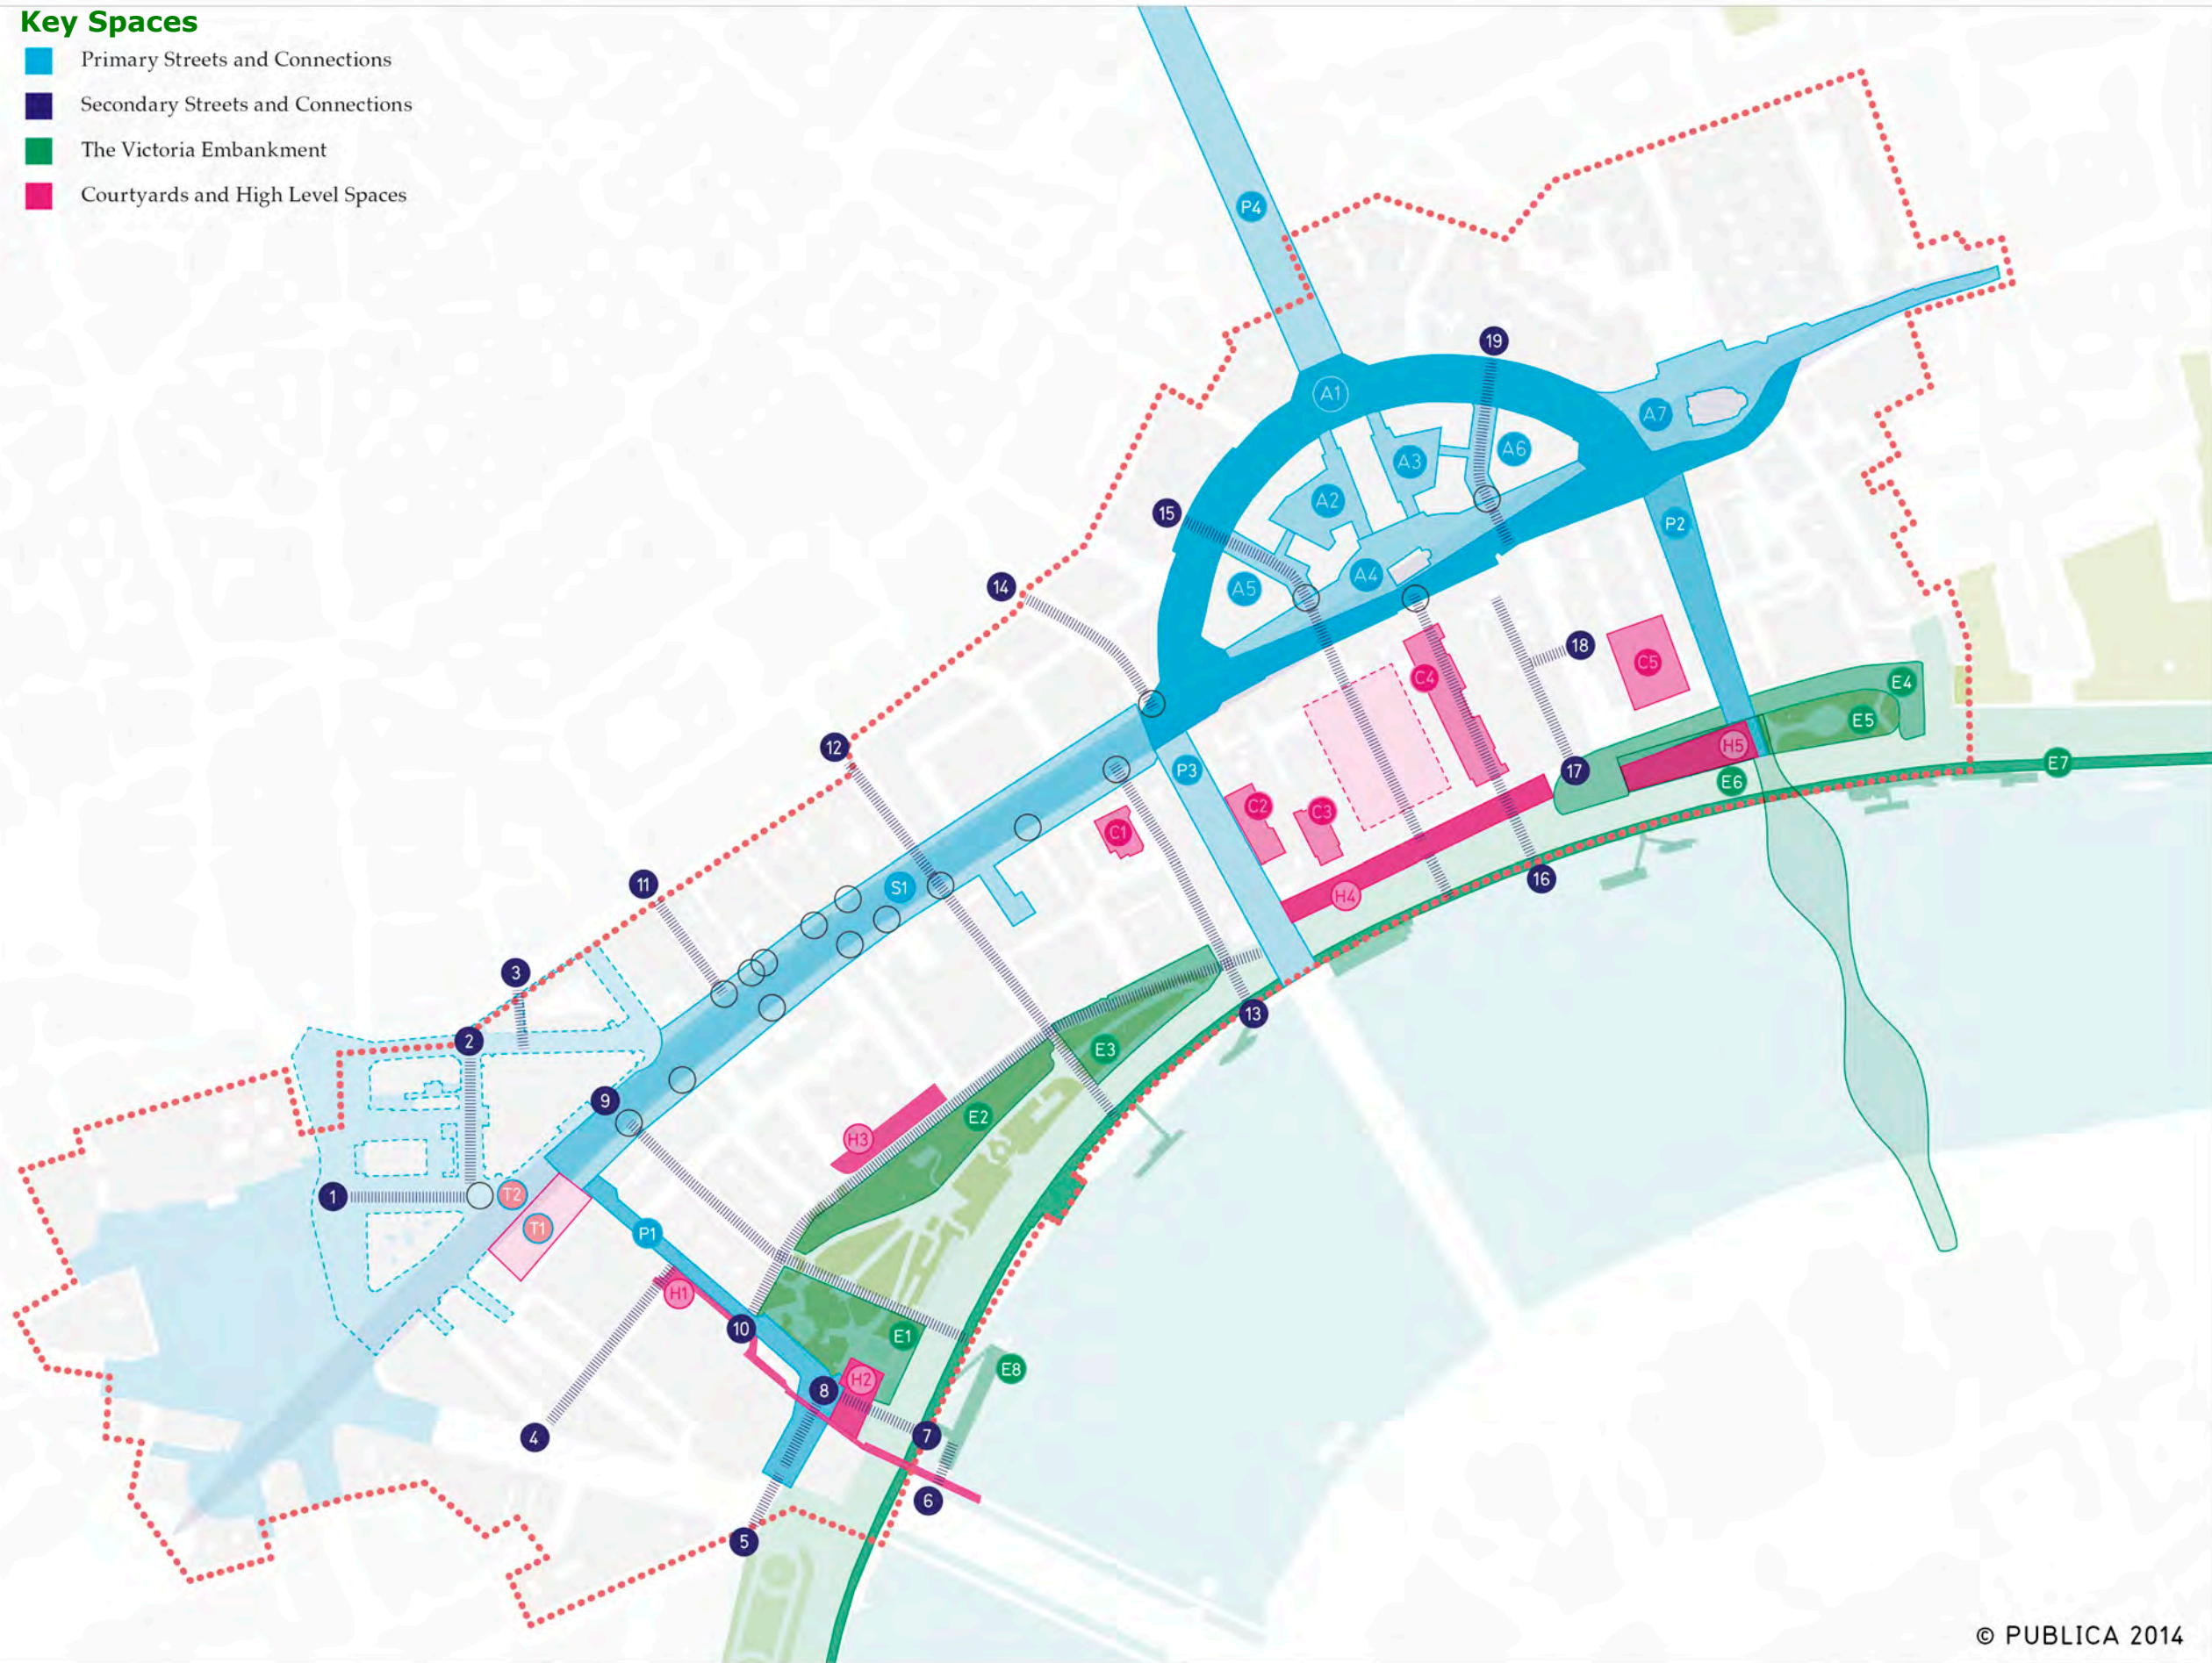 Key Spaces
Primary Streets and Connections
Secondary Streets and Connections
The Victoria Embankment
Courtyards and High Level Spaces
P4
19
A1
A7
A3
A6
A2
15
P2
A4
14
A5
18
C5
C4
E4
E5
12
H5
P3
17
E6
E7
C2
C3
C1
11
S1
16
H4
3
13
2
E3
9
E2
H3
1
T2
T1
P1
H1
10
E1
E8
H2
8
4
7
6
5
© PUBLICA 2014